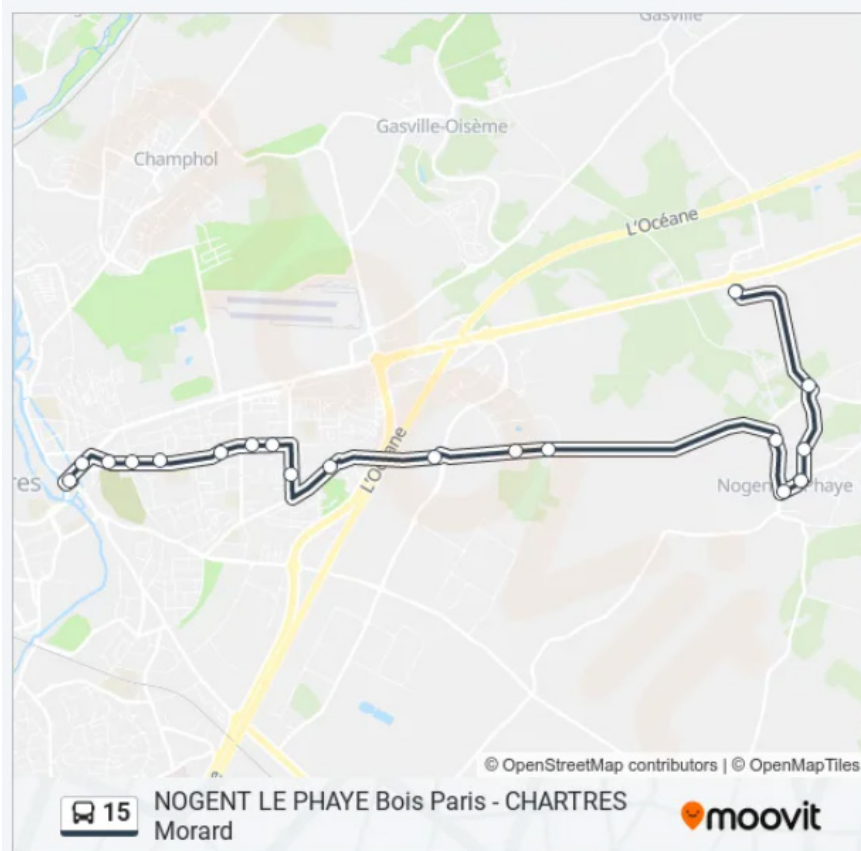 Gasville
Gasville-Oisème
Champhol
L'Océane
L'Océane
res
Nogent Phaye
© OpenStreetMap contributors | © OpenMapTiles
15
NOGENT LE PHAYE Bois Paris - CHARTRES
Morard
moovit